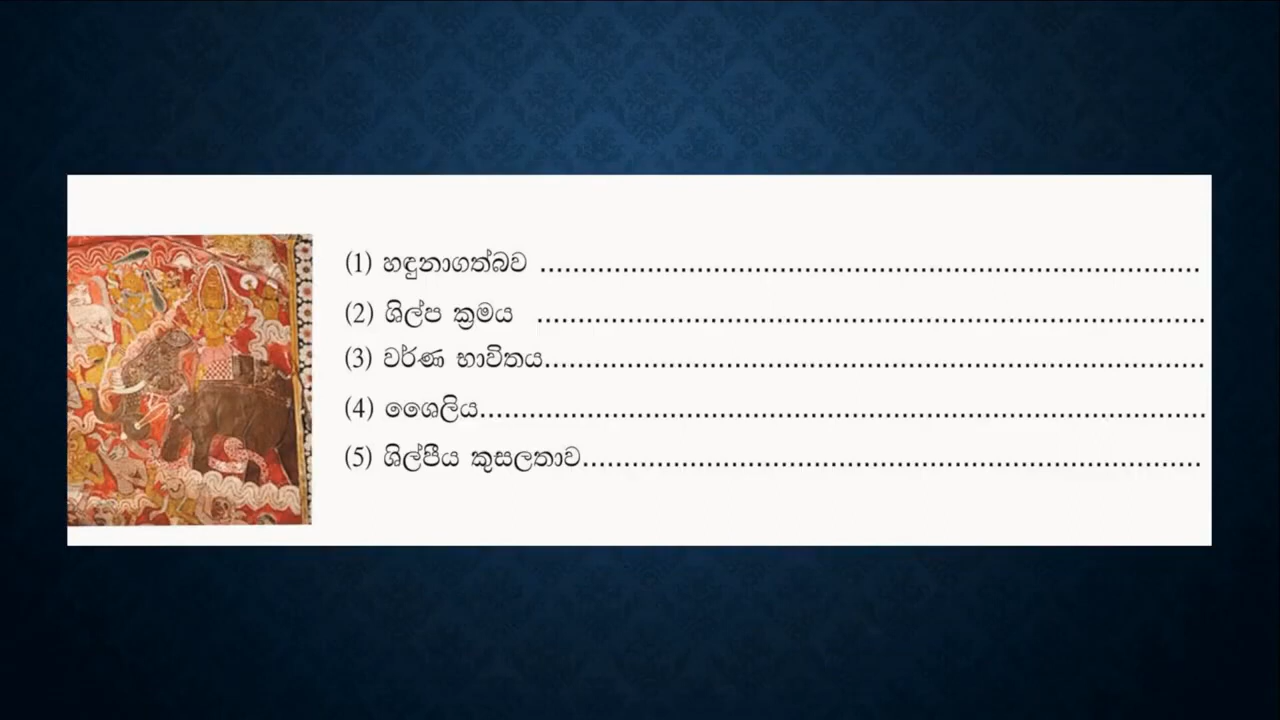 (1) හඳුනාගත්බව ................................................................................
(2) ශිල්ප ක්‍රමය ................................................................................
(3) වර්ණ භාවිතය................................................................................
(4) ශෛලිය................................................................................
(5) ශිල්පීය කුසලතාව................................................................................